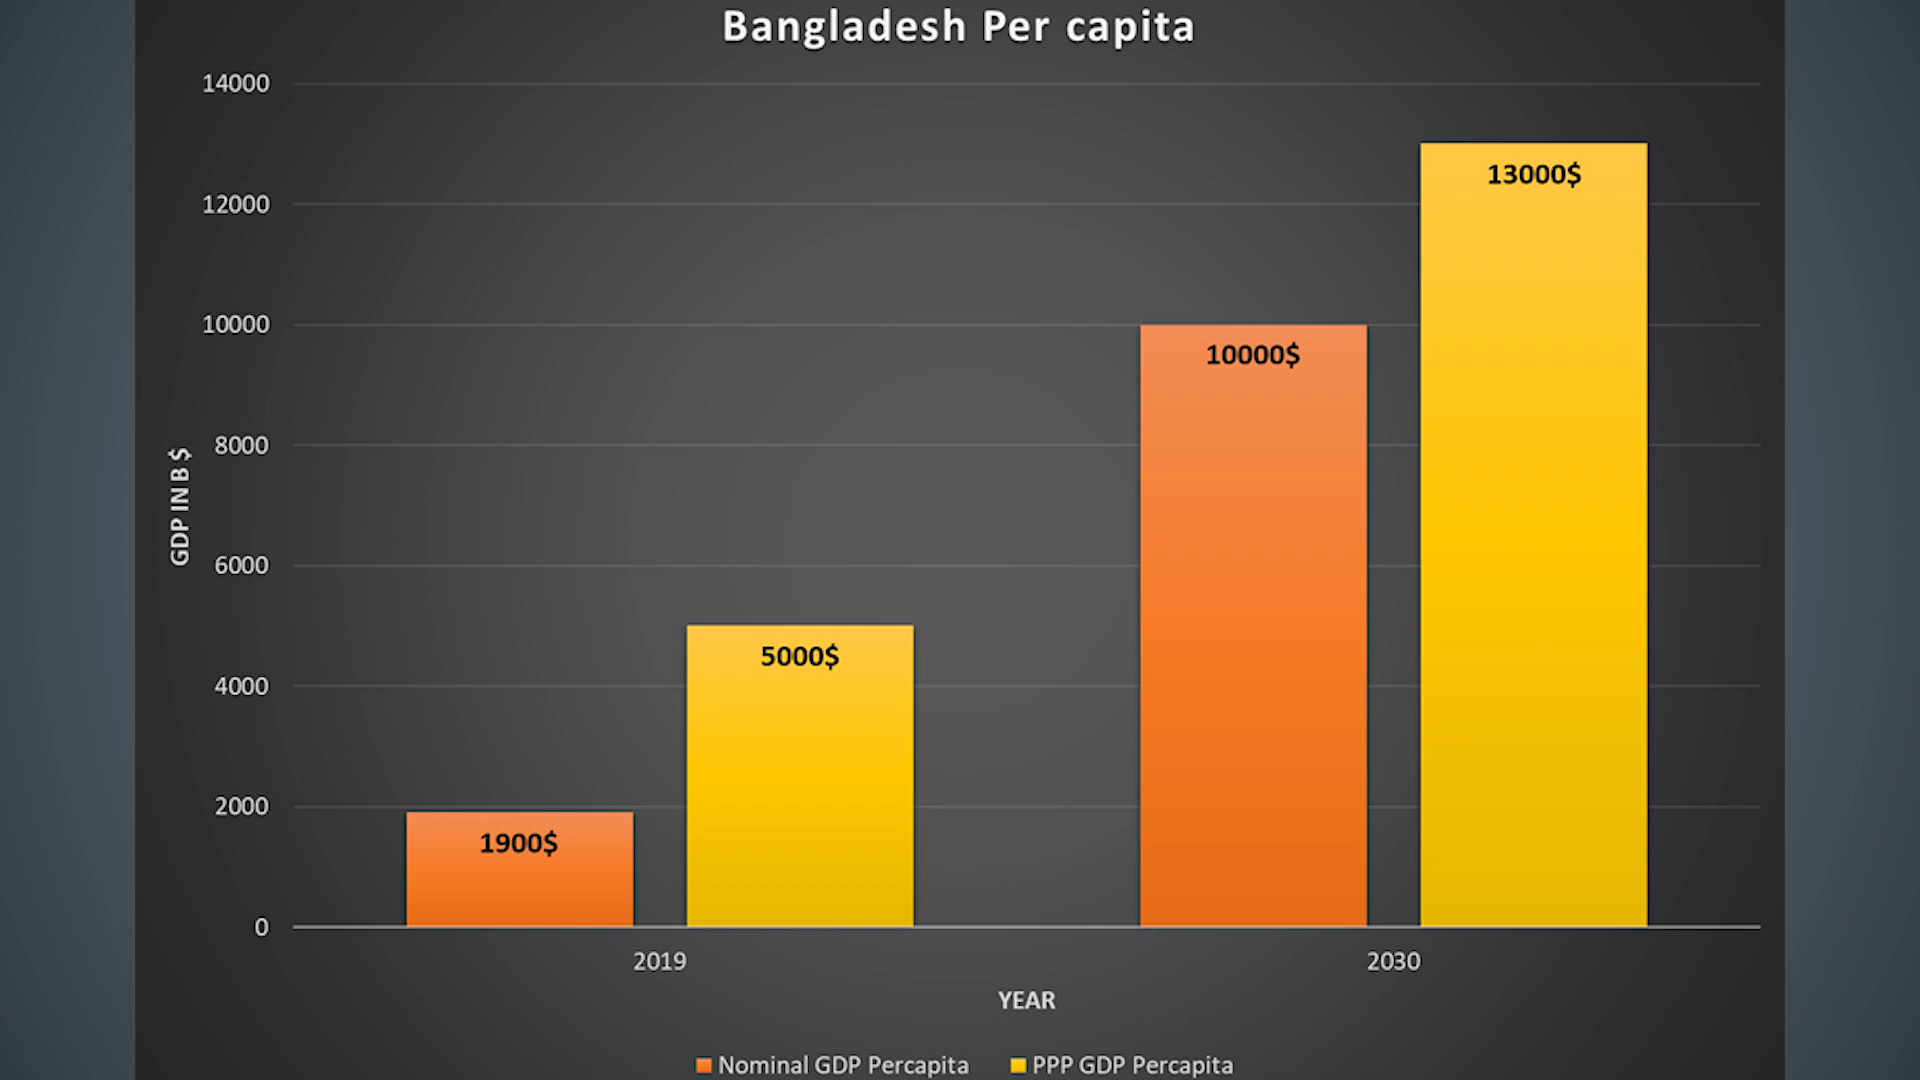 Bangladesh Per capita
14000
12000
10000
8000
6000
4000
2000
0
GDP IN B $
13000$
10000$
5000$
1900$
2019
2030
YEAR
Nominal GDP Percapita
PPP GDP Percapita